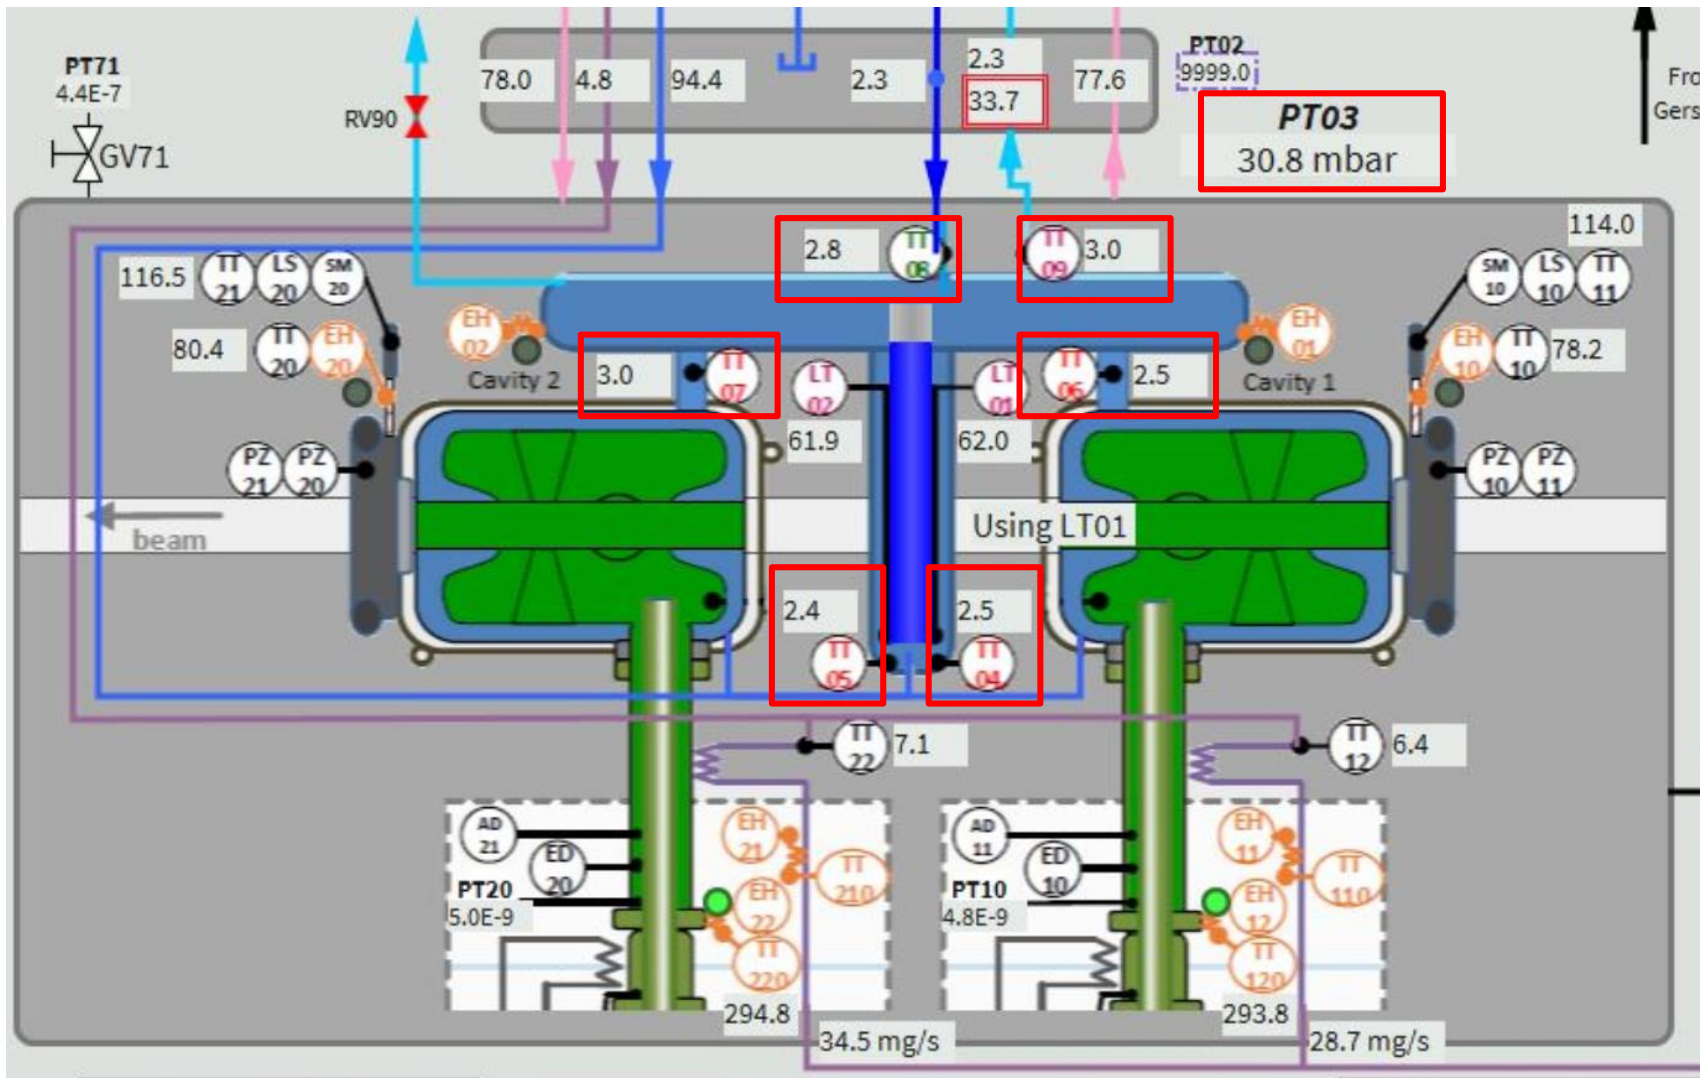 PT71
4.4E-7
GV71
RV90
78.0
4.8
94.4
2.3
2.3
33.7
77.6
PT02
9999.0
PT03
30.8 mbar
Fro
Gers
116.5
TT 21
LS 20
SM 20
80.4
TT 20
EH 20
EH 02
Cavity 2
2.8
TT 08
TT 09
3.0
3.0
TT 07
LT 02
LT 01
TT 06
2.5
EH 01
Cavity 1
114.0
SM 10
LS 10
TT 11
EH 10
TT 10
78.2
61.9
62.0
PZ 21
PZ 20
PZ 10
PZ 11
beam
Using LT01
2.4
TT 05
2.5
TT 04
TT 22
7.1
TT 12
6.4
AD 21
ED 20
PT20
5.0E-9
EH 21
TT 210
EH 22
TT 220
294.8
34.5 mg/s
AD 11
ED 10
PT10
4.8E-9
EH 11
TT 110
EH 12
TT 120
293.8
28.7 mg/s